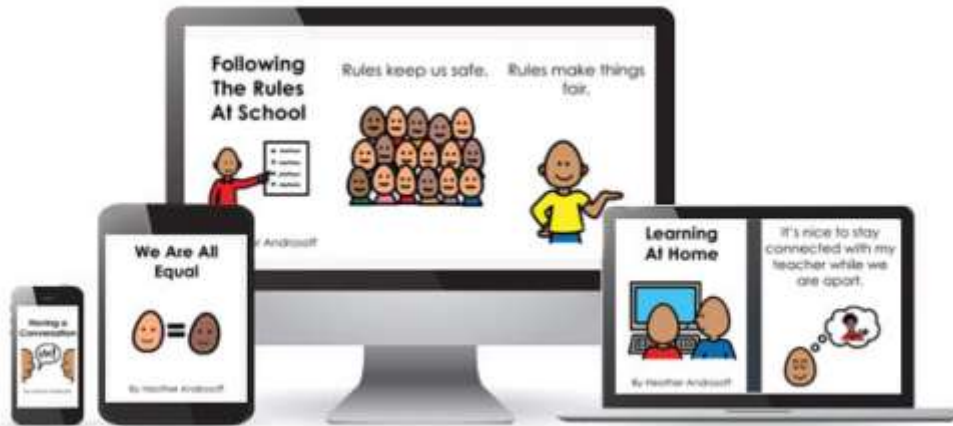 Following
The Rules
At School
Rules keep us safe.
Rules make things
fair.
Androsoff
We Are All
Equal
By Heather Androsoff
Having a
Conversation
Learning
At Home
By Heather Androsoff
It's nice to stay
connected with my
teacher while we
are apart.